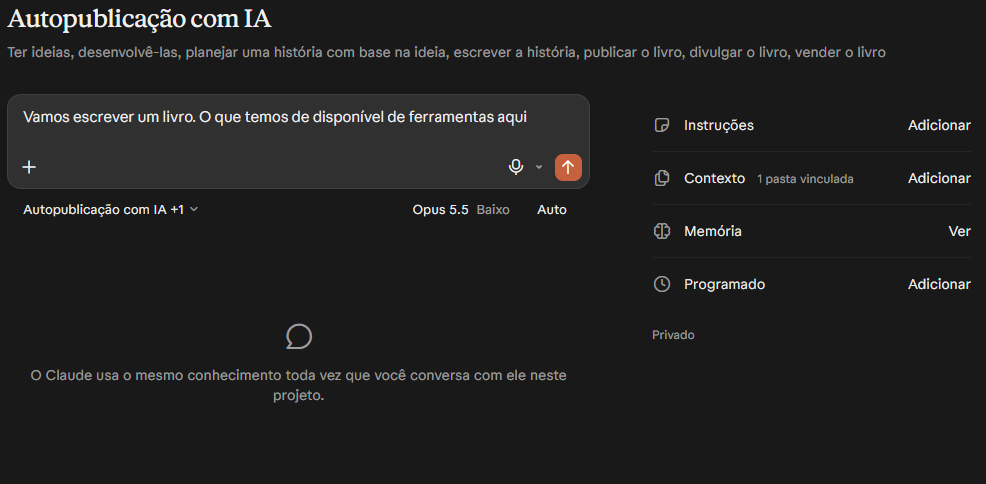 Autopublicação com IA
Ter ideias, desenvolvê-las, planejar uma história com base na ideia, escrever a história, publicar o livro, divulgar o livro, vender o livro
Vamos escrever um livro. O que temos de disponível de ferramentas aqui
Autopublicação com IA +1
Opus 5.5 Baixo Auto
O Claude usa o mesmo conhecimento toda vez que você conversa com ele neste
projeto.
Instruções Adicionar
Contexto 1 pasta vinculada Adicionar
Memória Ver
Programado Adicionar
Privado